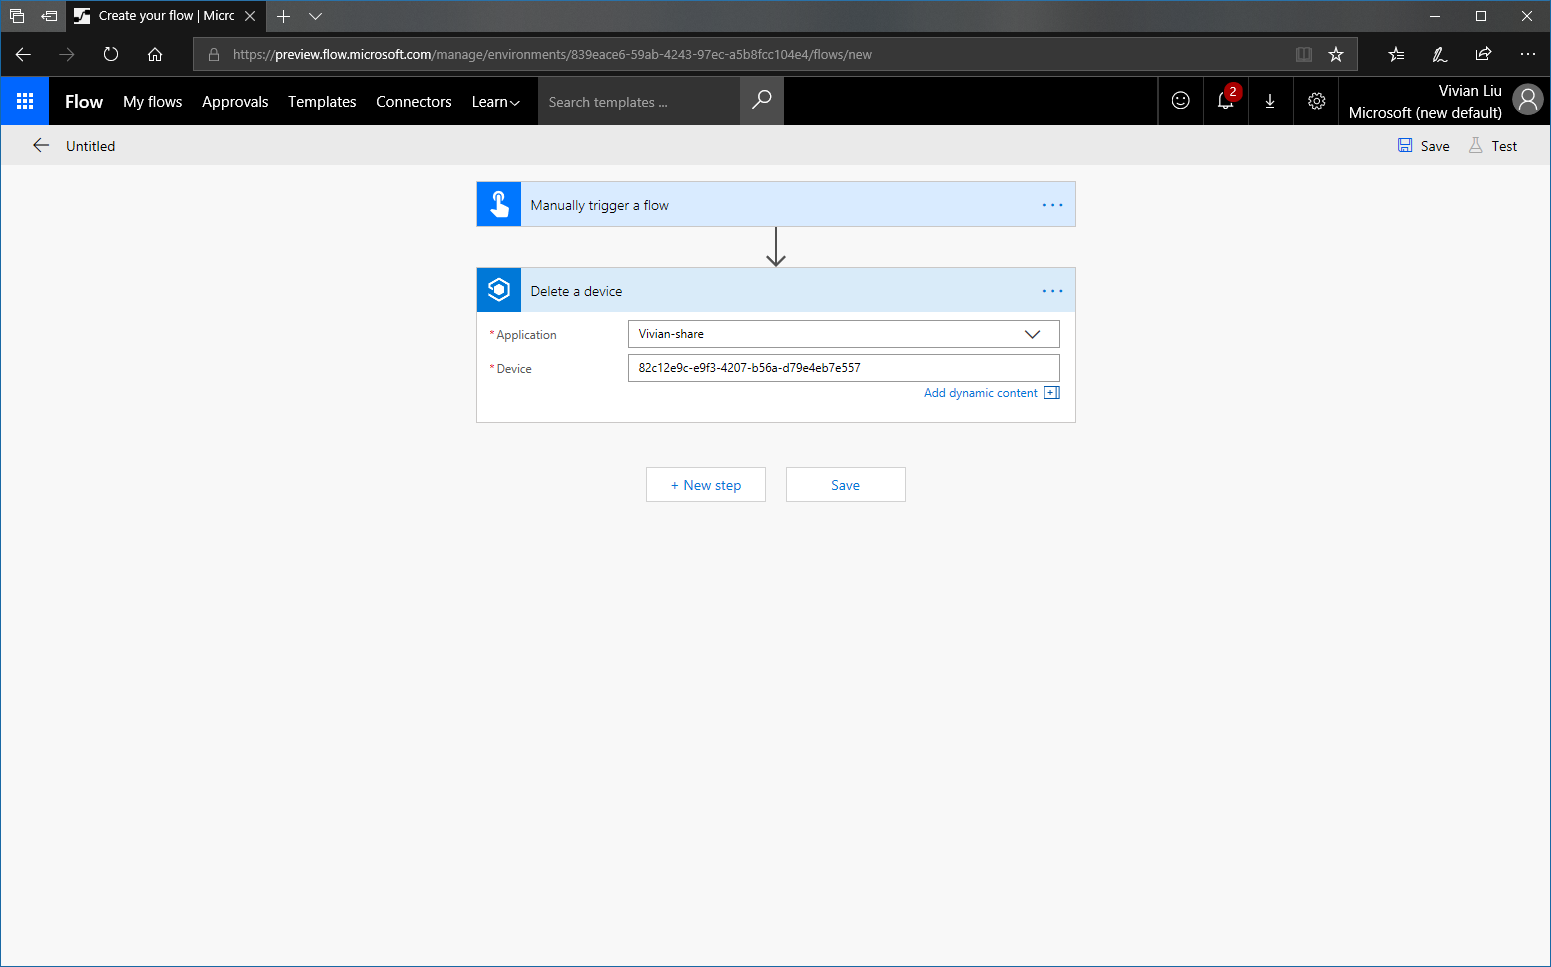 Create your flow | Micrc
https://preview.flow.microsoft.com/manage/environments/839eace6-59ab-4243-97ec-a5b8fcc104e4/flows/new
Flow My flows Approvals Templates Connectors Learn Search templates ... 2 Vivian Liu
Microsoft (new default)
Untitled Save Test
Manually trigger a flow
Delete a device
* Application Vivian-share
* Device 82c12e9c-e9f3-4207-b56a-d79e4eb7e557
Add dynamic content
+ New step Save